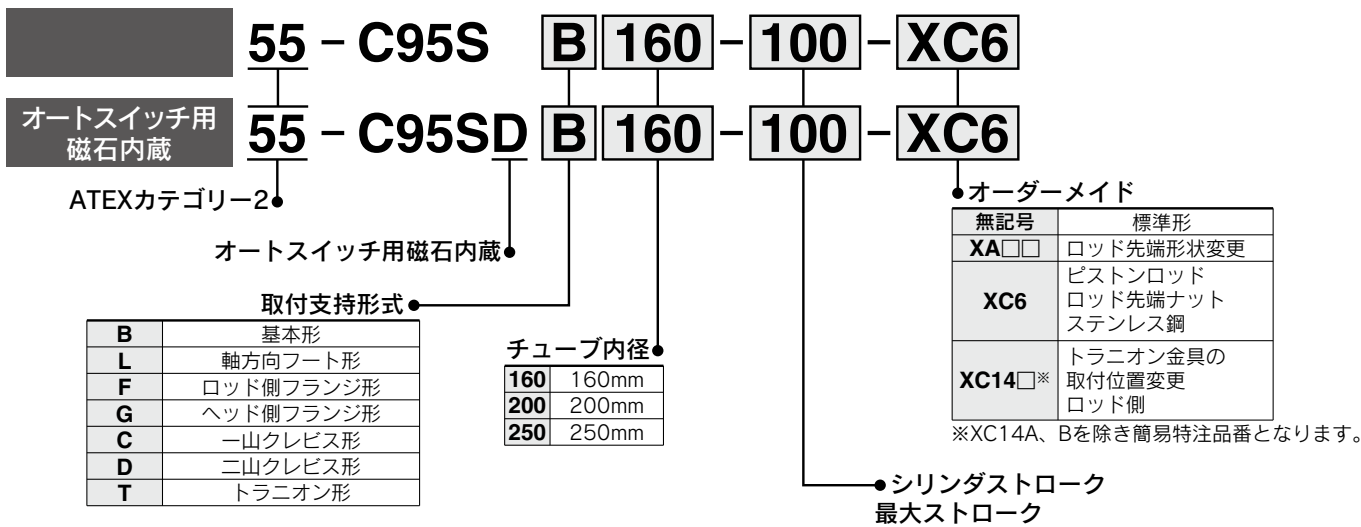 55 - C95S B 160 - 100 - XC6
オートスイッチ用
磁石内蔵
55 - C95SD B 160 - 100 - XC6
ATEXカテゴリー2
オートスイッチ用磁石内蔵
取付支持形式
B 基本形
L 軸方向フート形
F ロッド側フランジ形
G ヘッド側フランジ形
C 一山クレビス形
D 二山クレビス形
T トラニオン形
チューブ内径
160 160mm
200 200mm
250 250mm
オーダーメイド
無記号 標準形
XA□□ ロッド先端形状変更
XC6 ピストンロッド
ロッド先端ナット
ステンレス鋼
XC14□※ トラニオン金具の
取付位置変更
ロッド側
※XC14A、Bを除き簡易特注品番となります。
シリンダストローク
最大ストローク